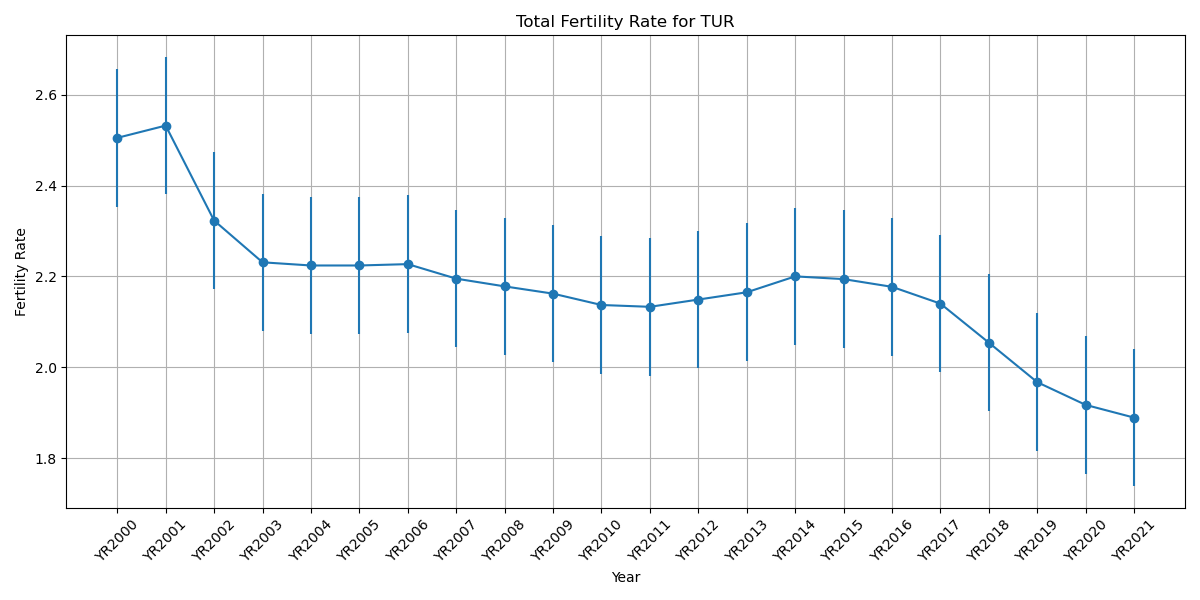 Total Fertility Rate for TUR
Fertility Rate
2.6
2.4
2.2
2.0
1.8
YR2000
YR2001
YR2002
YR2003
YR2004
YR2005
YR2006
YR2007
YR2008
YR2009
YR2010
YR2011
YR2012
YR2013
YR2014
YR2015
YR2016
YR2017
YR2018
YR2019
YR2020
YR2021
Year